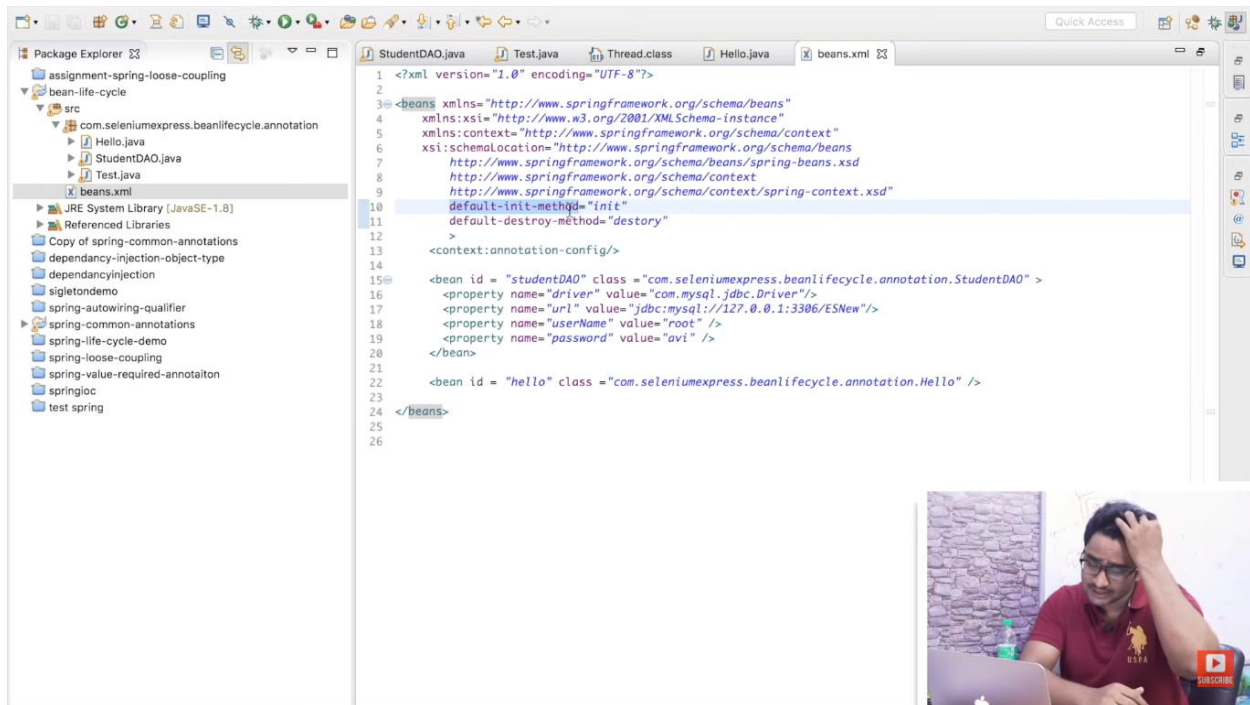 Quick Access
Package Explorer
assignment-spring-loose-coupling
bean-life-cycle
src
com.seleniumexpress.beanlifecycle.annotation
Hello.java
StudentDAO.java
Test.java
beans.xml
JRE System Library [JavaSE-1.8]
Referenced Libraries
Copy of spring-common-annotations
dependancy-injection-object-type
dependancyinjection
sigletondemo
spring-autowiring-qualifier
spring-common-annotations
spring-life-cycle-demo
spring-loose-coupling
spring-value-required-annotaiton
springioc
test spring
StudentDAO.java Test.java Thread.class Hello.java beans.xml
1 <?xml version="1.0" encoding="UTF-8"?>
2
3 <beans xmlns="http://www.springframework.org/schema/beans"
4 xmlns:xsi="http://www.w3.org/2001/XMLSchema-instance"
5 xmlns:context="http://www.springframework.org/schema/context"
6 xsi:schemaLocation="http://www.springframework.org/schema/beans
7 http://www.springframework.org/schema/beans/spring-beans.xsd
8 http://www.springframework.org/schema/context
9 http://www.springframework.org/schema/context/spring-context.xsd"
10 default-init-method="init"
11 default-destroy-method="destory"
12 >
13 <context:annotation-config/>
14
15 <bean id = "studentDAO" class ="com.seleniumexpress.beanlifecycle.annotation.StudentDAO" >
16 <property name="driver" value="com.mysql.jdbc.Driver"/>
17 <property name="url" value="jdbc:mysql://127.0.0.1:3306/ESNew"/>
18 <property name="userName" value="root" />
19 <property name="password" value="avi" />
20 </bean>
21
22 <bean id = "hello" class ="com.seleniumexpress.beanlifecycle.annotation.Hello" />
23
24 </beans>
25
26
USPA
SUBSCRIBE